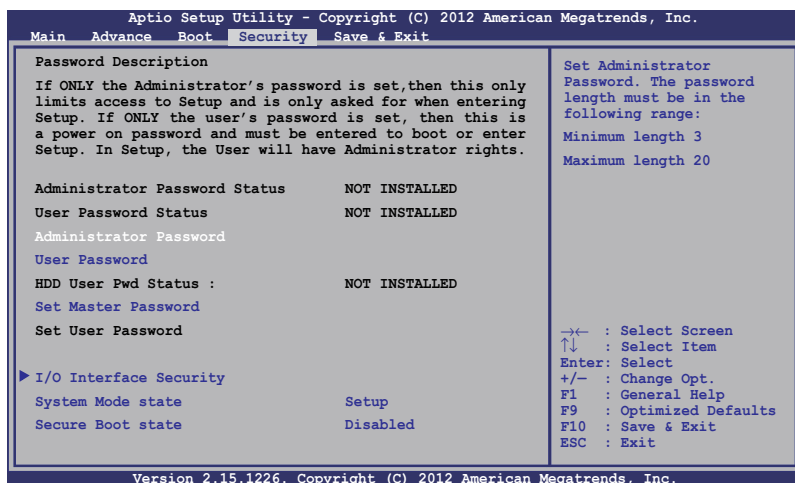 Aptio Setup Utility - Copyright (C) 2012 American Megatrends, Inc.
Main Advance Boot Security Save & Exit
Password Description
If ONLY the Administrator's password is set,then this only
limits access to Setup and is only asked for when entering
Setup. If ONLY the user's password is set, then this is
a power on password and must be entered to boot or enter
Setup. In Setup, the User will have Administrator rights.
Administrator Password Status NOT INSTALLED
User Password Status NOT INSTALLED
Administrator Password
User Password
HDD User Pwd Status : NOT INSTALLED
Set Master Password
Set User Password
I/O Interface Security
System Mode state Setup
Secure Boot state Disabled
Set Administrator
Password. The password
length must be in the
following range:
Minimum length 3
Maximum length 20
→← : Select Screen
↑↓ : Select Item
Enter: Select
+/— : Change Opt.
F1 : General Help
F9 : Optimized Defaults
F10 : Save & Exit
ESC : Exit
Version 2.15.1226. Copyright (C) 2012 American Megatrends, Inc.